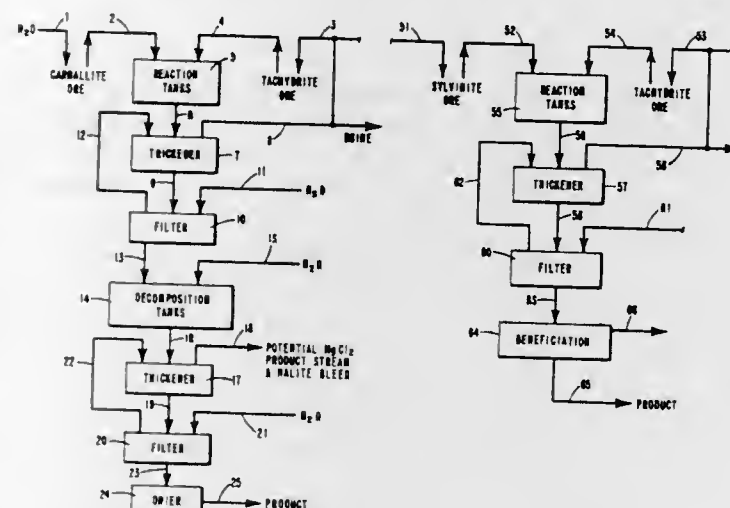 H2O
1
2
4
3
CARNALLITE
ORE
REACTION
TANKS
5
TACHYDRITE
ORE
6
12
THICKENER
7
8
BRINE
9
11
H2O
FILTER
10
13
15
H2O
14
DECOMPOSITION
TANKS
16
18
POTENTIAL MgCl2
PRODUCT STREAM
& HALITE BLEED
22
THICKENER
17
19
H2O
21
20
FILTER
23
24
DRIER
25
PRODUCT
51
52
54
53
SYLVINITE
ORE
REACTION
TANKS
55
TACHYDRITE
ORE
56
62
THICKENER
57
58
61
60
FILTER
63
64
BENEFICIATION
66
65
PRODUCT